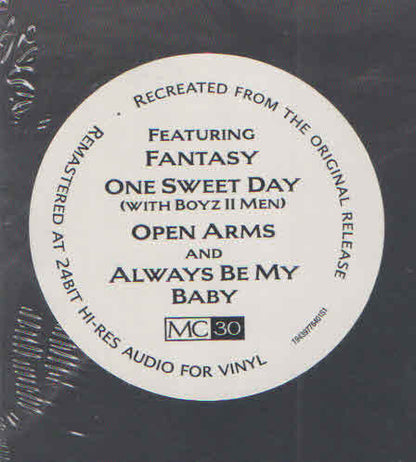 RECREATED FROM THE ORIGINAL RELEASE
FEATURING
FANTASY
ONE SWEET DAY
(WITH BOYZ II MEN)
OPEN ARMS
AND
ALWAYS BE MY
BABY
MC 30
REMASTERED AT 24BIT HI-RES AUDIO FOR VINYL